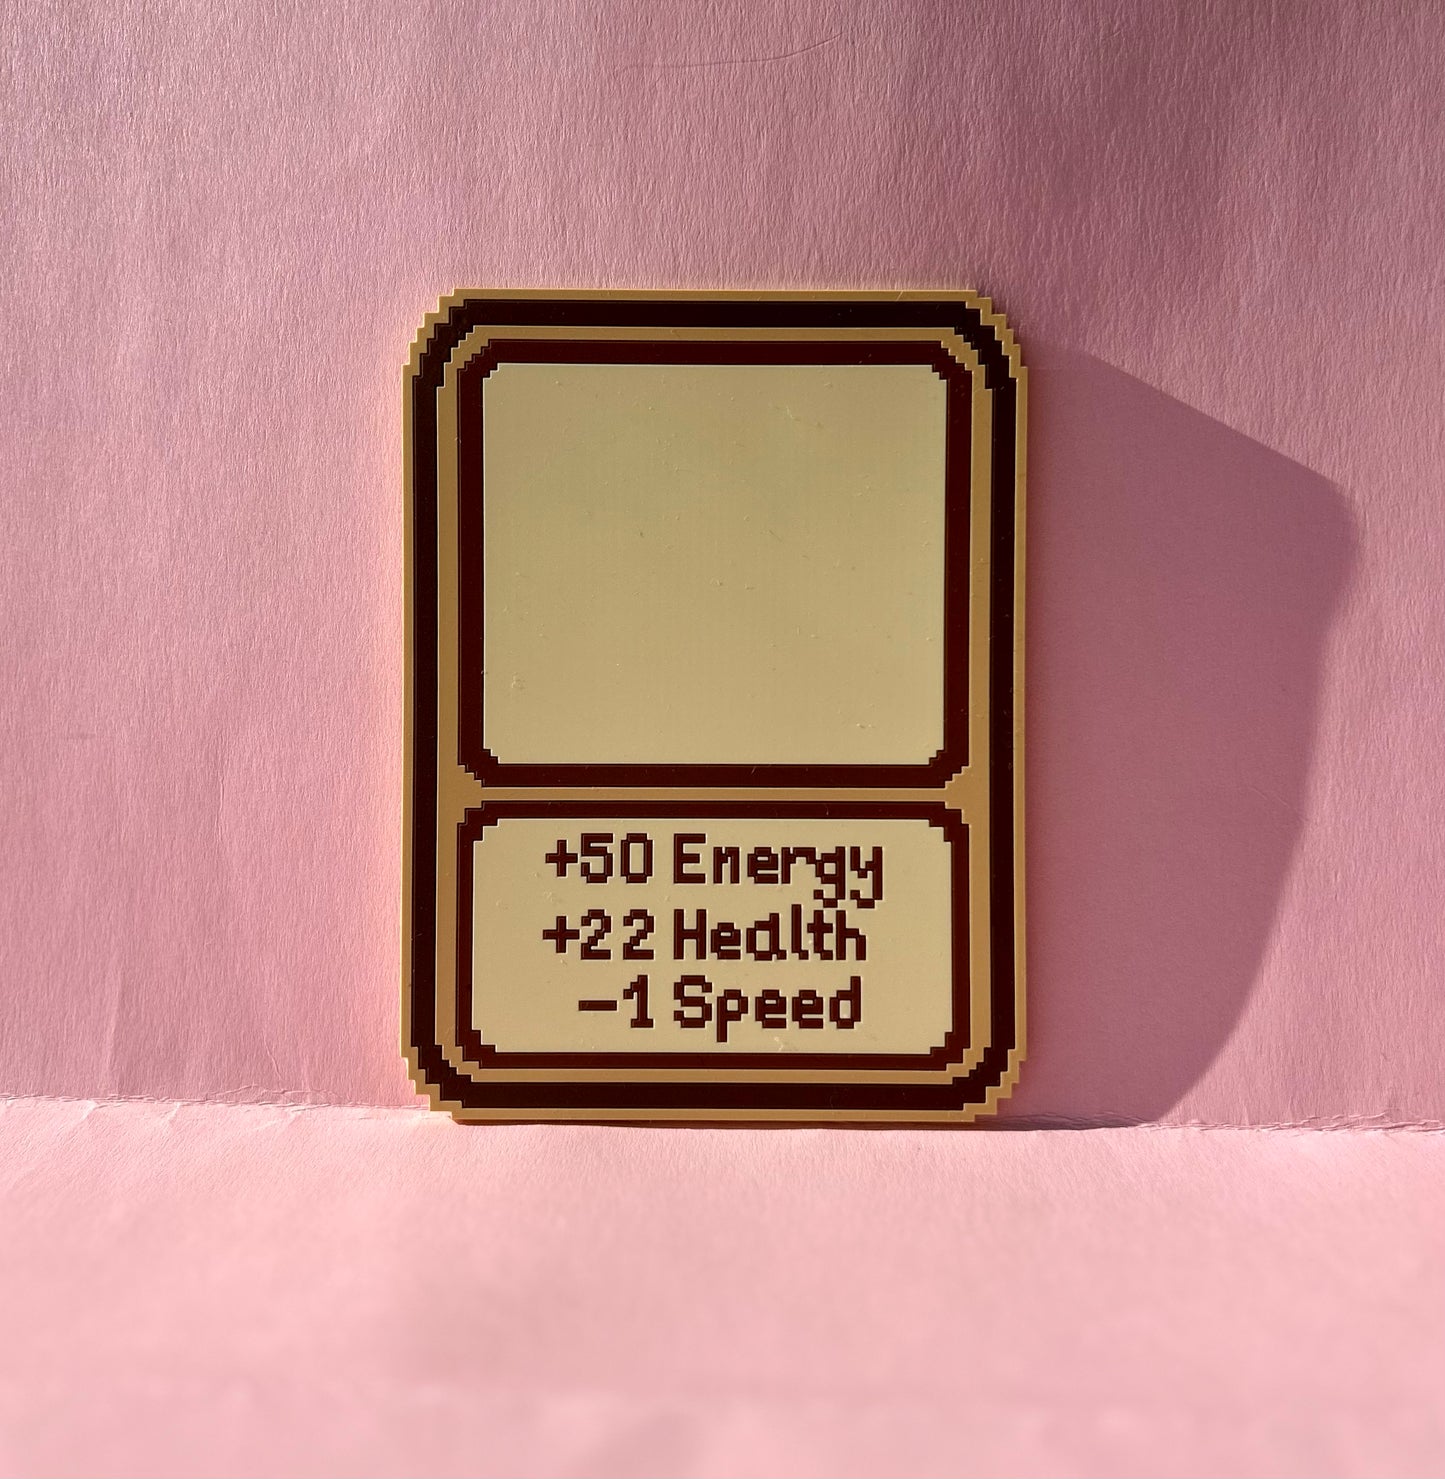 +50 Energy
+22 Health
-1 Speed